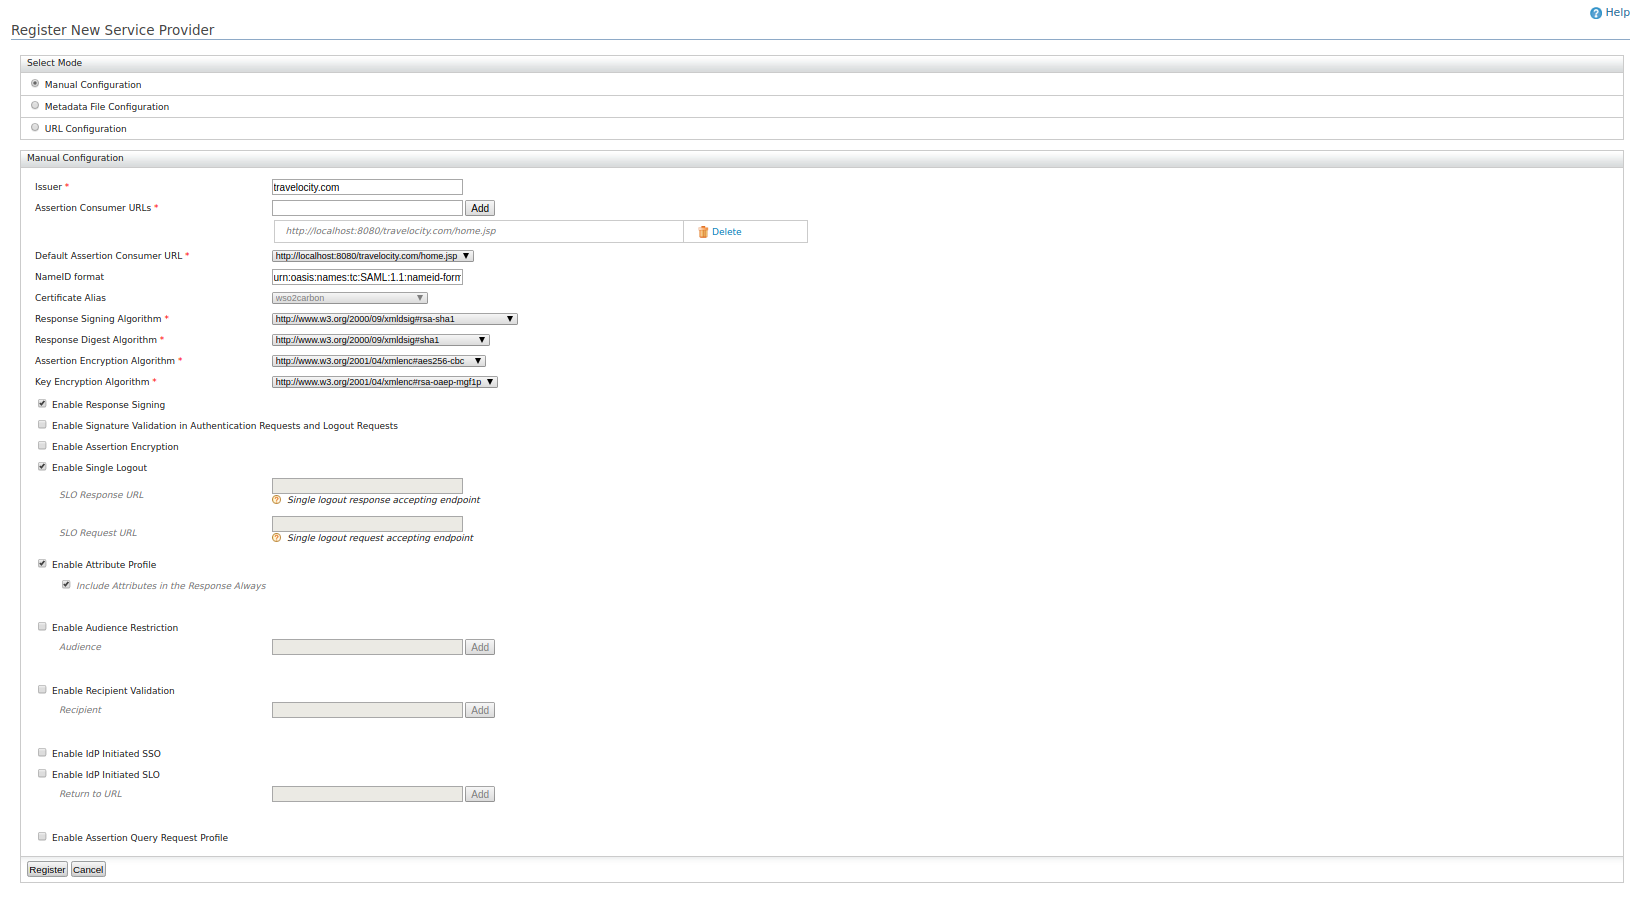 Help
Register New Service Provider
Select Mode
Manual Configuration
Metadata File Configuration
URL Configuration
Manual Configuration
Issuer * travelocity.com
Assertion Consumer URLs * Add
http://localhost:8080/travelocity.com/home.jsp Delete
Default Assertion Consumer URL * http://localhost:8080/travelocity.com/home.jsp
NameID format urn:oasis:names:tc:SAML:1.1:nameid-form
Certificate Alias wso2carbon
Response Signing Algorithm * http://www.w3.org/2000/09/xmldsig#rsa-sha1
Response Digest Algorithm * http://www.w3.org/2000/09/xmldsig#sha1
Assertion Encryption Algorithm * http://www.w3.org/2001/04/xmlenc#aes256-cbc
Key Encryption Algorithm * http://www.w3.org/2001/04/xmlenc#rsa-oaep-mgf1p
Enable Response Signing
Enable Signature Validation in Authentication Requests and Logout Requests
Enable Assertion Encryption
Enable Single Logout
SLO Response URL
Single logout response accepting endpoint
SLO Request URL
Single logout request accepting endpoint
Enable Attribute Profile
Include Attributes in the Response Always
Enable Audience Restriction
Audience Add
Enable Recipient Validation
Recipient Add
Enable IdP Initiated SSO
Enable IdP Initiated SLO
Return to URL Add
Enable Assertion Query Request Profile
Register Cancel